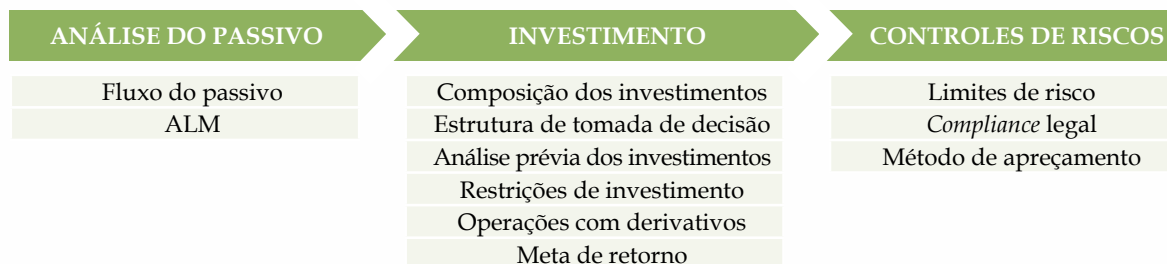 ANÁLISE DO PASSIVO
Fluxo do passivo
ALM
INVESTIMENTO
Composição dos investimentos
Estrutura de tomada de decisão
Análise prévia dos investimentos
Restrições de investimento
Operações com derivativos
Meta de retorno
CONTROLES DE RISCOS
Limites de risco
Compliance legal
Método de apreçamento